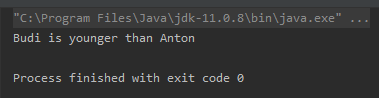 "C:\Program Files\Java\jdk-11.0.8\bin\java.exe" ...
Budi is younger than Anton
Process finished with exit code 0